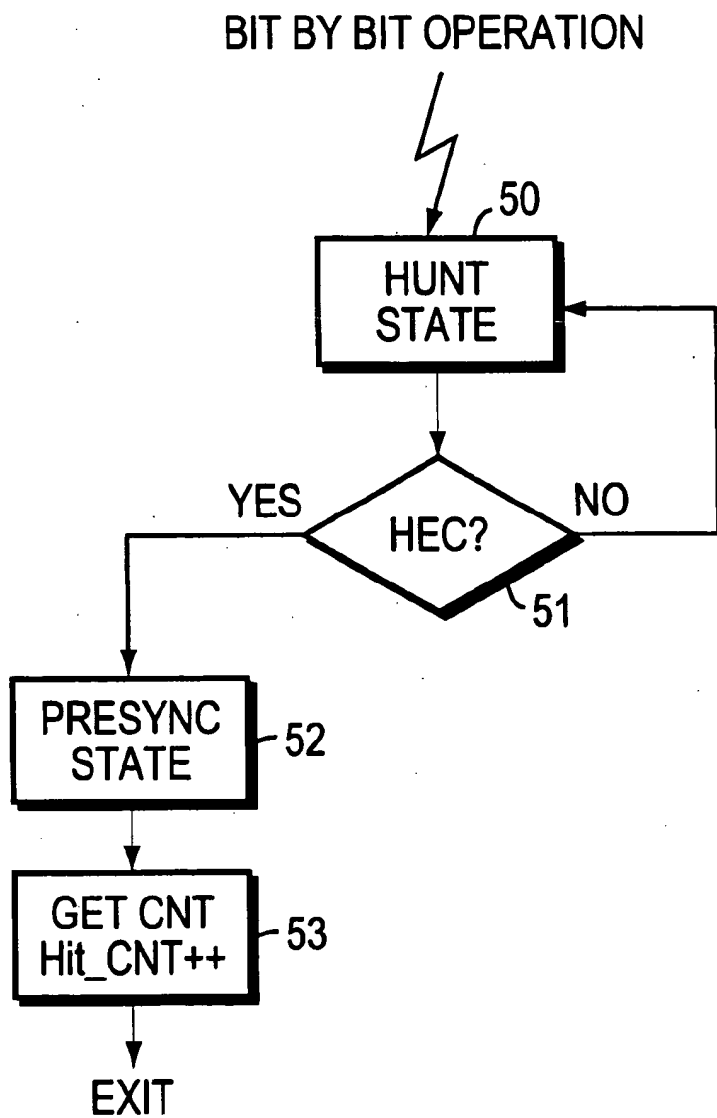 BIT BY BIT OPERATION
50
HUNT
STATE
YES
NO
HEC?
51
PRESYNC
STATE
52
GET CNT
Hit_CNT++
53
EXIT